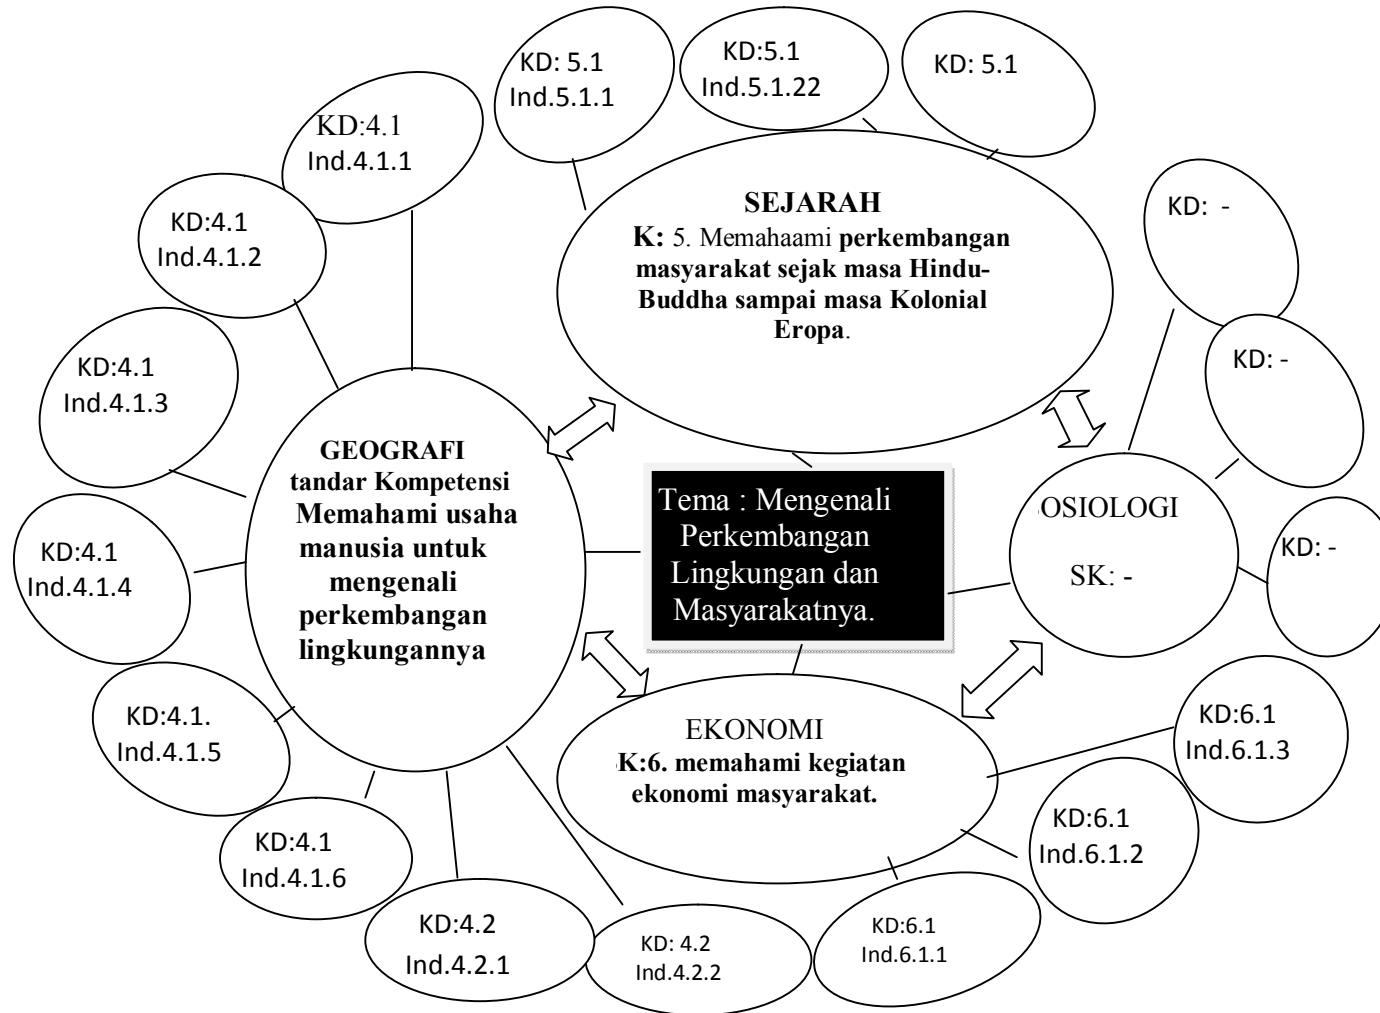 KD: 5.1
Ind.5.1.1
KD:5.1
Ind.5.1.22
KD: 5.1
KD:4.1
Ind.4.1.1
KD:4.1
Ind.4.1.2
KD:4.1
Ind.4.1.3
KD:4.1
Ind.4.1.4
KD:4.1.
Ind.4.1.5
KD:4.1
Ind.4.1.6
KD:4.2
Ind.4.2.1
KD: 4.2
Ind.4.2.2
KD:6.1
Ind.6.1.1
KD:6.1
Ind.6.1.2
KD:6.1
Ind.6.1.3
KD: -
KD: -
KD: -
SEJARAH
K: 5. Memahaami perkembangan
masyarakat sejak masa Hindu-
Buddha sampai masa Kolonial
Eropa.
GEOGRAFI
tandar Kompetensi
Memahami usaha
manusia untuk
mengenali
perkembangan
lingkungannya
Tema : Mengenali
Perkembangan
Lingkungan dan
Masyarakatnya.
OSIOLOGI
SK: -
EKONOMI
K:6. memahami kegiatan
ekonomi masyarakat.